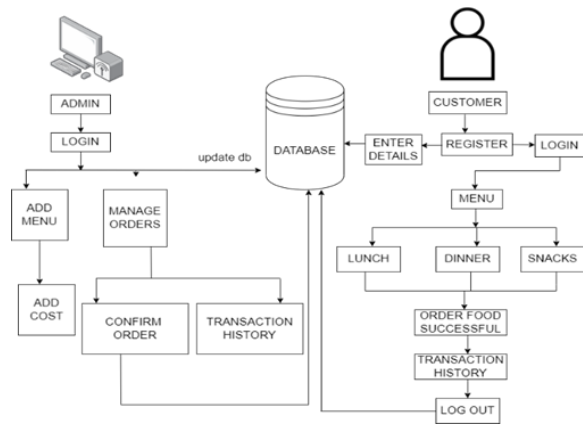 ADMIN
LOGIN
update db
ADD
MENU
MANAGE
ORDERS
ADD
COST
CONFIRM
ORDER
TRANSACTION
HISTORY
DATABASE
CUSTOMER
ENTER
DETAILS
REGISTER
LOGIN
MENU
LUNCH
DINNER
SNACKS
ORDER FOOD
SUCCESSFUL
TRANSACTION
HISTORY
LOG OUT